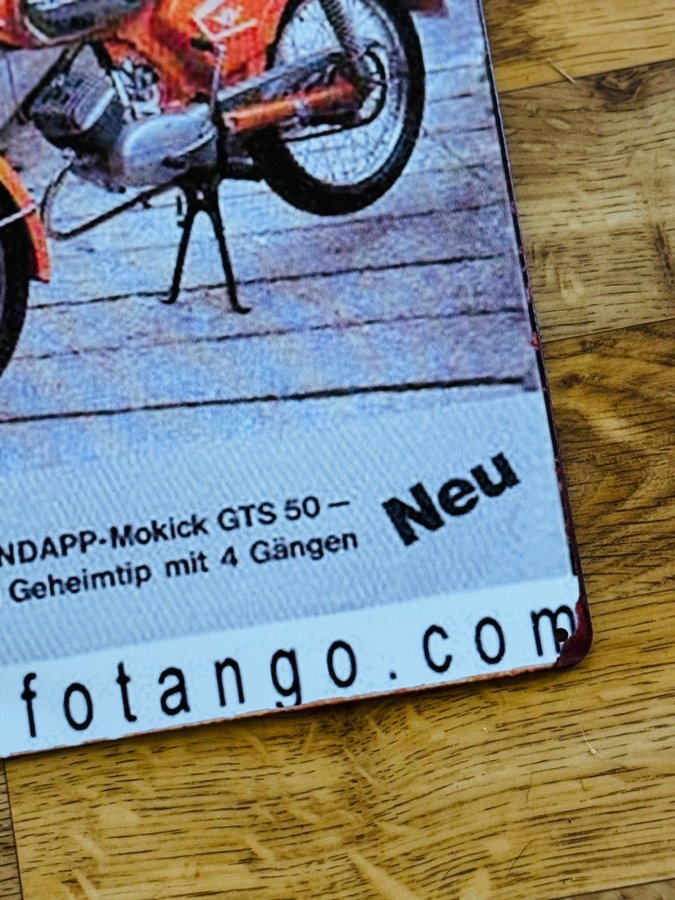 NDAPP-Mokick GTS 50 –
Geheimtip mit 4 Gängen
Neu
fotango.com